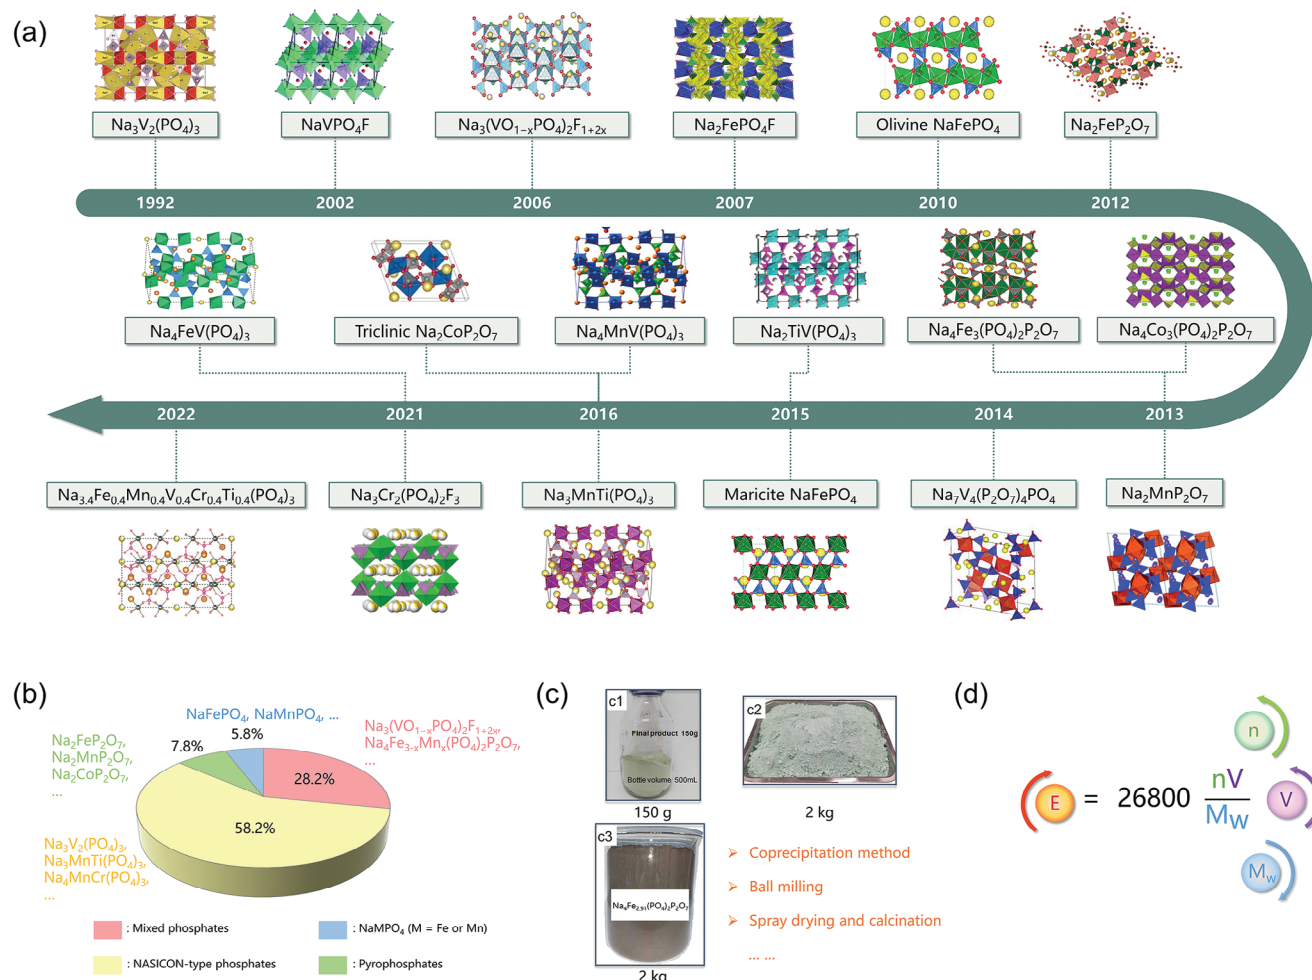 (a)
Na₃V₂(PO₄)₃
NaVPO₄F
Na₃(VO₁₋ₓPO₄)₂F₁₊₂ₓ
Na₂FePO₄F
Olivine NaFePO₄
Na₂FeP₂O₇
1992
2002
2006
2007
2010
2012
Na₄FeV(PO₄)₃
Triclinic Na₂CoP₂O₇
Na₄MnV(PO₄)₃
Na₂TiV(PO₄)₃
Na₄Fe₃(PO₄)₂P₂O₇
Na₄Co₃(PO₄)₂P₂O₇
2022
2021
2016
2015
2014
2013
Na₃.₄Fe₀.₄Mn₀.₄V₀.₄Cr₀.₄Ti₀.₄(PO₄)₃
Na₃Cr₂(PO₄)₂F₃
Na₃MnTi(PO₄)₃
Maricite NaFePO₄
Na₇V₄(P₂O₇)₄PO₄
Na₂MnP₂O₇
(b)
NaFePO₄, NaMnPO₄, ...
Na₃(VO₁₋ₓPO₄)₂F₁₊₂ₓ,
Na₄Fe₃₋ₓMnₓ(PO₄)₂P₂O₇,
...
Na₂FeP₂O₇,
Na₂MnP₂O₇,
Na₂CoP₂O₇,
...
5.8%
7.8%
28.2%
58.2%
Na₃V₂(PO₄)₃,
Na₃MnTi(PO₄)₃,
Na₄MnCr(PO₄)₃,
...
: Mixed phosphates
: NaMPO₄ (M = Fe or Mn)
: NASICON-type phosphates
: Pyrophosphates
(c)
c1
Final product 150g
Bottle volume 500mL
150 g
c2
2 kg
c3
Na₄Fe₂.₉₁(PO₄)₂P₂O₇
2 kg
➢ Coprecipitation method
➢ Ball milling
➢ Spray drying and calcination
... ...
(d)
n
E = 26800 nV/M_W V
M_w